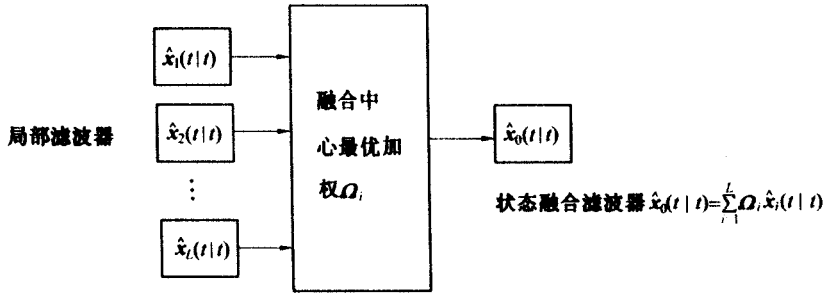 局部滤波器
x̂₁(t|t)
x̂₂(t|t)
⋮
x̂_L(t|t)
融合中
心最优加
权Ω_i
x̂₀(t|t)
状态融合滤波器x̂₀(t|t)=∑_{i=1}^{L}Ω_i x̂_i(t|t)